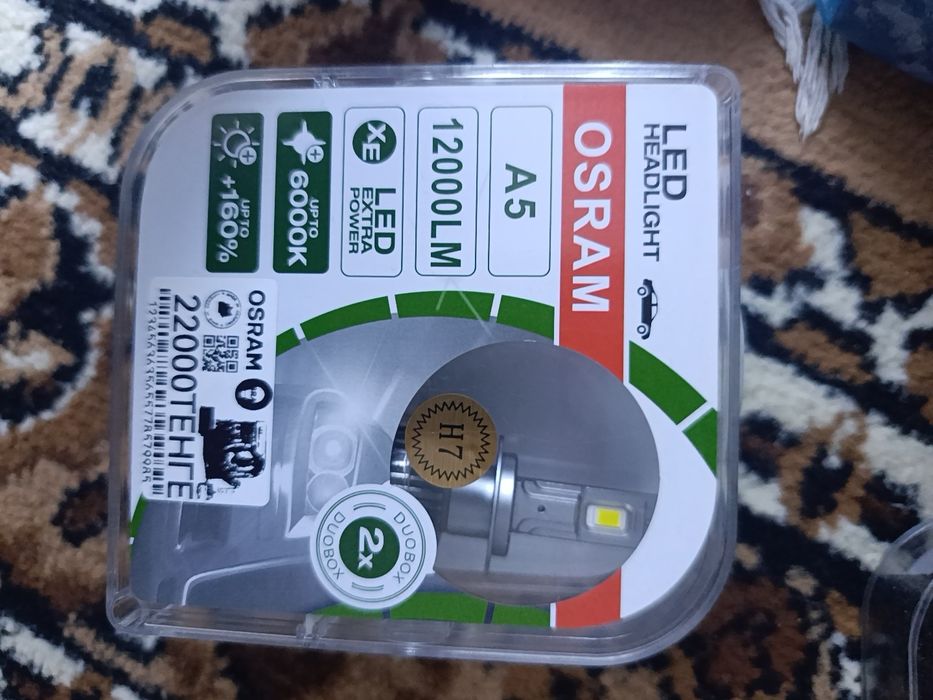 LED
HEADLIGHT
OSRAM
A5
12000LM
XE
LED
EXTRA
POWER
UPTO
6000K
UPTO
+160%
H7
DUOBOX
2x
DUOBOX
OSRAM
22000ТЕНГЕ